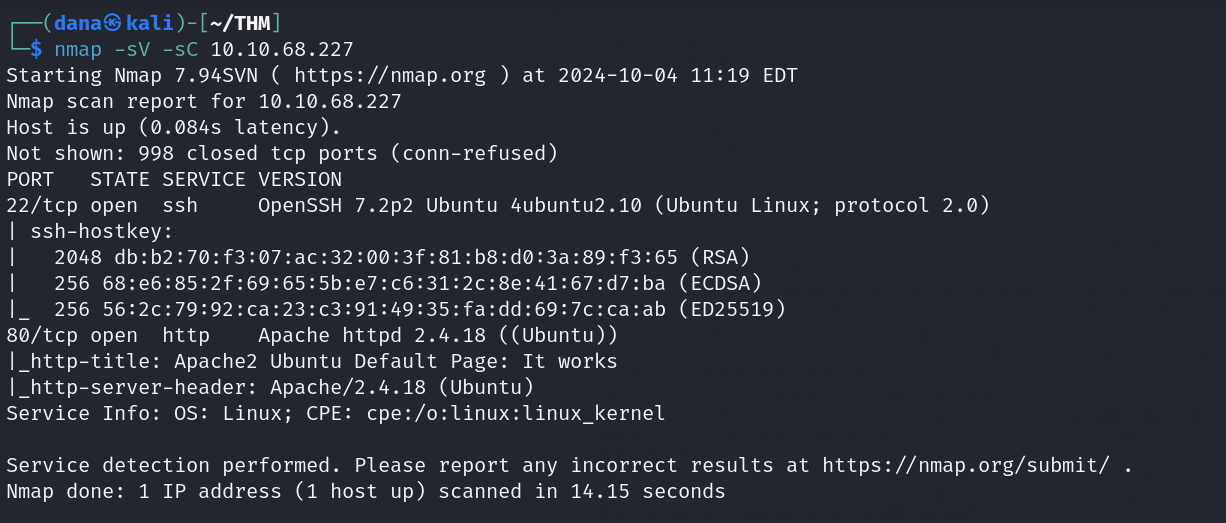 ┌──(dana㉿kali)-[~/THM]
└─$ nmap -sV -sC 10.10.68.227
Starting Nmap 7.94SVN ( https://nmap.org ) at 2024-10-04 11:19 EDT
Nmap scan report for 10.10.68.227
Host is up (0.084s latency).
Not shown: 998 closed tcp ports (conn-refused)
PORT   STATE SERVICE VERSION
22/tcp open  ssh     OpenSSH 7.2p2 Ubuntu 4ubuntu2.10 (Ubuntu Linux; protocol 2.0)
| ssh-hostkey:
|   2048 db:b2:70:f3:07:ac:32:00:3f:81:b8:d0:3a:89:f3:65 (RSA)
|   256 68:e6:85:2f:69:65:5b:e7:c6:31:2c:8e:41:67:d7:ba (ECDSA)
|_  256 56:2c:79:92:ca:23:c3:91:49:35:fa:dd:69:7c:ca:ab (ED25519)
80/tcp open  http    Apache httpd 2.4.18 ((Ubuntu))
|_http-title: Apache2 Ubuntu Default Page: It works
|_http-server-header: Apache/2.4.18 (Ubuntu)
Service Info: OS: Linux; CPE: cpe:/o:linux:linux_kernel
Service detection performed. Please report any incorrect results at https://nmap.org/submit/ .
Nmap done: 1 IP address (1 host up) scanned in 14.15 seconds